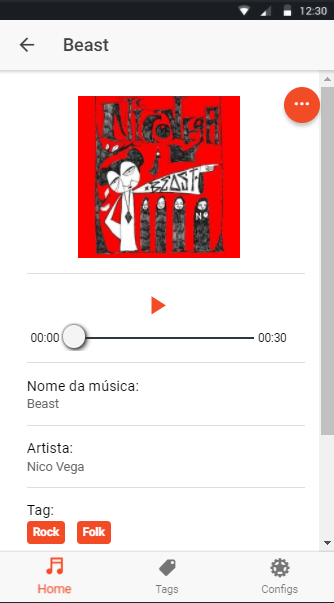 12:30
Beast
Nico Vega
BEAST
00:00
00:30
Nome da música:
Beast
Artista:
Nico Vega
Tag:
Rock Folk
Home Tags Configs